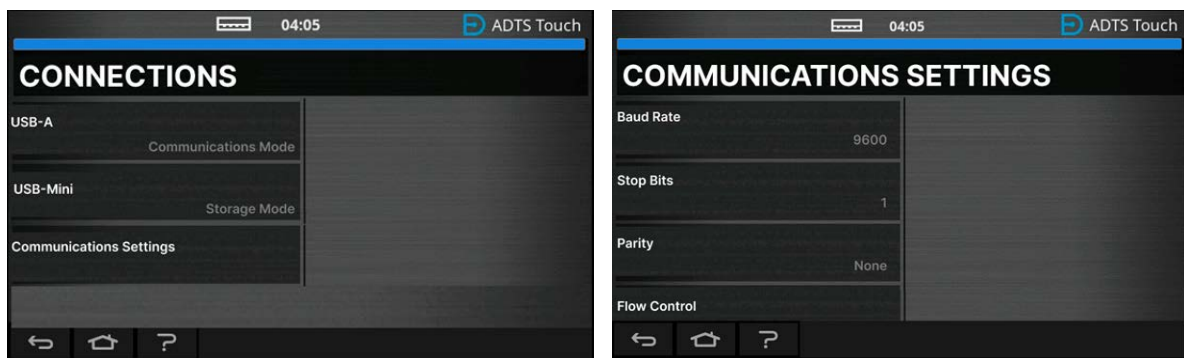 04:05 ADTS Touch
CONNECTIONS
USB-A
Communications Mode
USB-Mini
Storage Mode
Communications Settings
04:05 ADTS Touch
COMMUNICATIONS SETTINGS
Baud Rate
9600
Stop Bits
1
Parity
None
Flow Control